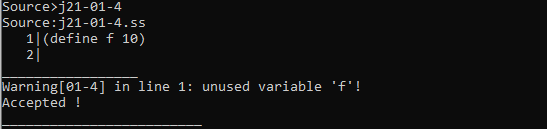 Source>j21-01-4
Source:j21-01-4.ss
1|(define f 10)
2|
Warning[01-4] in line 1: unused variable 'f'!
Accepted !